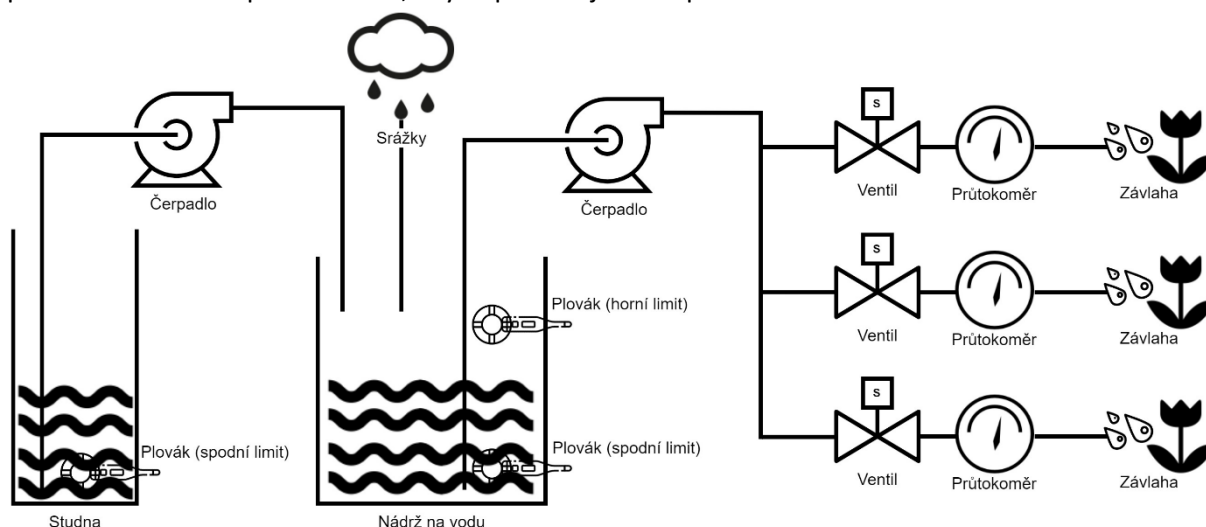 Srážky
Čerpadlo
Čerpadlo
S
Ventil
Průtokoměr
Závlaha
S
Ventil
Průtokoměr
Závlaha
S
Ventil
Průtokoměr
Závlaha
Plovák (horní limit)
Plovák (spodní limit)
Plovák (spodní limit)
Studna
Nádrž na vodu